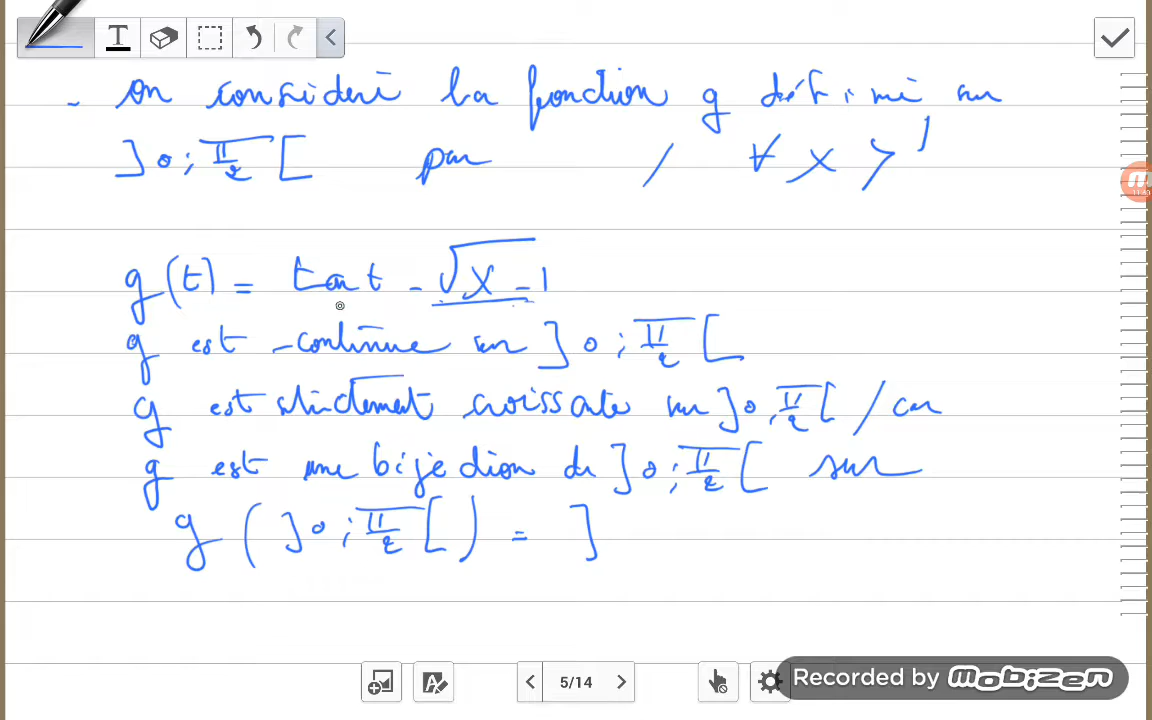 T
- On considère la fonction g définie sur
]0 ; π/2[ par / ∀ x > 1
g(t) = tan t - √x - 1
g est continue sur ]0 ; π/2[
g est strictement croissante sur ]0 ; π/2[ / car
g est une bijection de ]0 ; π/2[ sur
g ( ]0 ; π/2[ ) = ]
5/14
Recorded by mobizen